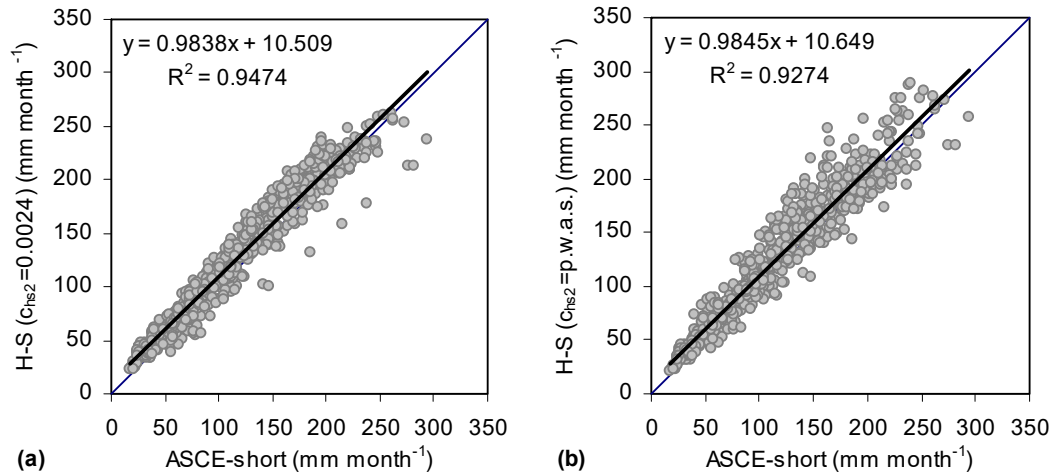 350
300
250
200
150
100
50
0
y = 0.9838x + 10.509
R² = 0.9474
H-S (chs2=0.0024) (mm month -1)
0 50 100 150 200 250 300 350
ASCE-short (mm month-1)
(a)
350
300
250
200
150
100
50
0
y = 0.9845x + 10.649
R² = 0.9274
H-S (chs2=p.w.a.s.) (mm month -1)
0 50 100 150 200 250 300 350
ASCE-short (mm month-1)
(b)